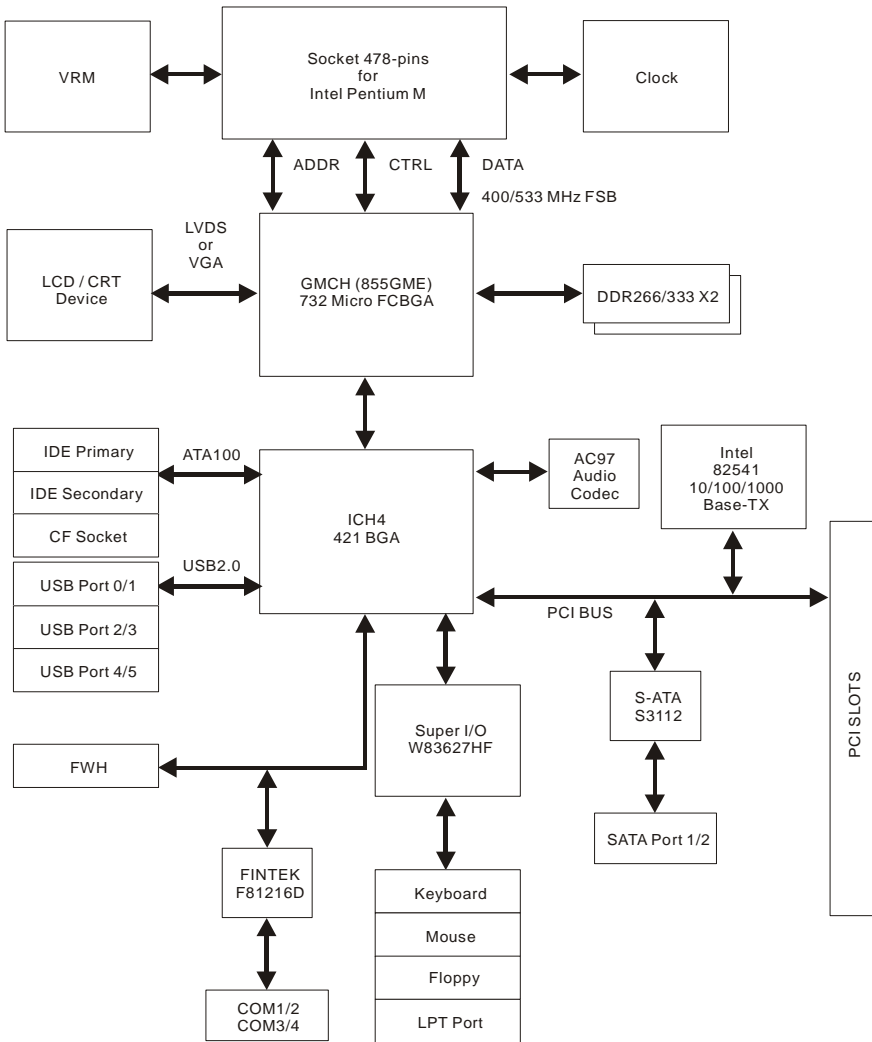 VRM
Socket 478-pins
for
Intel Pentium M
Clock
ADDR
CTRL
DATA
400/533 MHz FSB
LVDS
or
VGA
LCD / CRT
Device
GMCH (855GME)
732 Micro FCBGA
DDR266/333 X2
IDE Primary
IDE Secondary
CF Socket
ATA100
ICH4
421 BGA
AC97
Audio
Codec
Intel
82541
10/100/1000
Base-TX
USB Port 0/1
USB Port 2/3
USB Port 4/5
USB2.0
PCI BUS
PCI SLOTS
S-ATA
S3112
SATA Port 1/2
Super I/O
W83627HF
FWH
FINTEK
F81216D
COM1/2
COM3/4
Keyboard
Mouse
Floppy
LPT Port